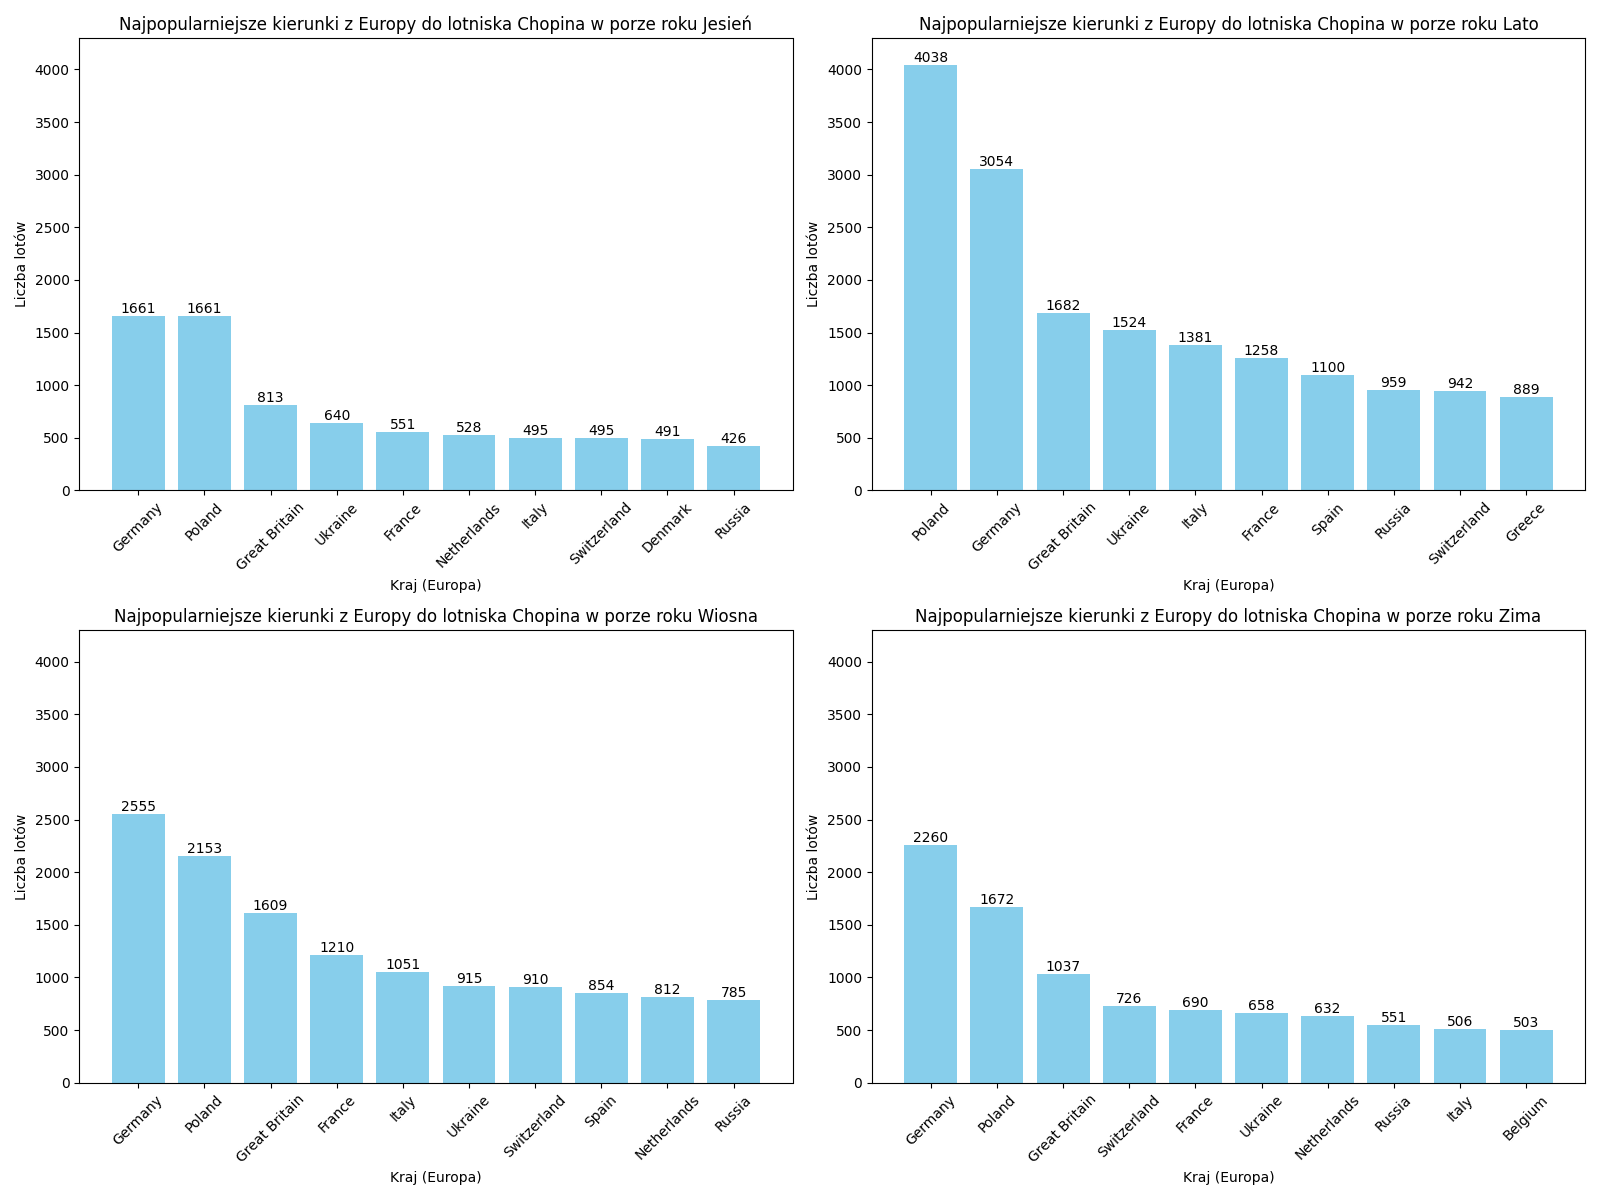 Najpopularniejsze kierunki z Europy do lotniska Chopina w porze roku Jesień
Liczba lotów
4000
3500
3000
2500
2000
1500
1000
500
0
1661
1661
813
640
551
528
495
495
491
426
Germany
Poland
Great Britain
Ukraine
France
Netherlands
Italy
Switzerland
Denmark
Russia
Kraj (Europa)
Najpopularniejsze kierunki z Europy do lotniska Chopina w porze roku Lato
Liczba lotów
4000
3500
3000
2500
2000
1500
1000
500
0
4038
3054
1682
1524
1381
1258
1100
959
942
889
Poland
Germany
Great Britain
Ukraine
Italy
France
Spain
Russia
Switzerland
Greece
Kraj (Europa)
Najpopularniejsze kierunki z Europy do lotniska Chopina w porze roku Wiosna
Liczba lotów
4000
3500
3000
2500
2000
1500
1000
500
0
2555
2153
1609
1210
1051
915
910
854
812
785
Germany
Poland
Great Britain
France
Italy
Ukraine
Switzerland
Spain
Netherlands
Russia
Kraj (Europa)
Najpopularniejsze kierunki z Europy do lotniska Chopina w porze roku Zima
Liczba lotów
4000
3500
3000
2500
2000
1500
1000
500
0
2260
1672
1037
726
690
658
632
551
506
503
Germany
Poland
Great Britain
Switzerland
France
Ukraine
Netherlands
Russia
Italy
Belgium
Kraj (Europa)